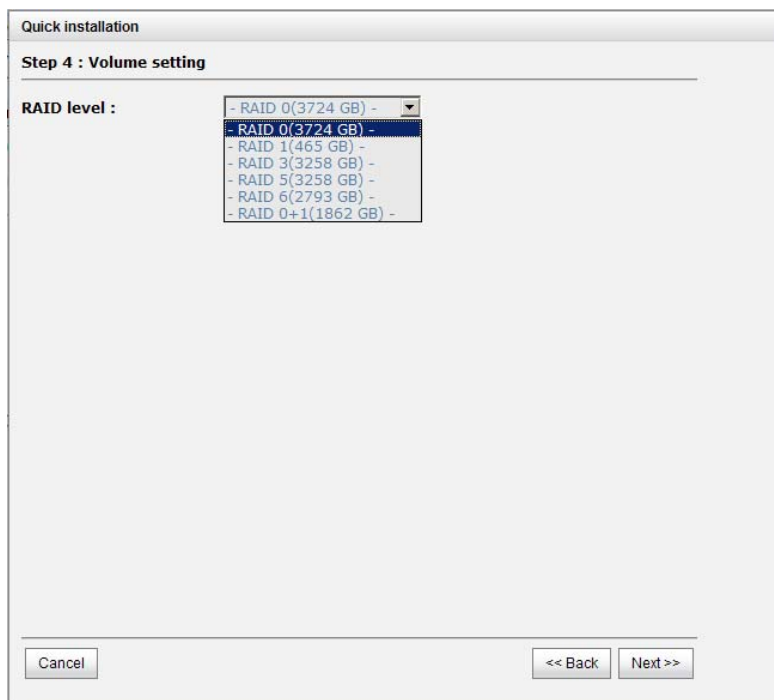 Quick installation
Step 4 : Volume setting
RAID level :
- RAID 0(3724 GB) -
- RAID 0(3724 GB) -
- RAID 1(465 GB) -
- RAID 3(3258 GB) -
- RAID 5(3258 GB) -
- RAID 6(2793 GB) -
- RAID 0+1(1862 GB) -
Cancel
<< Back
Next >>